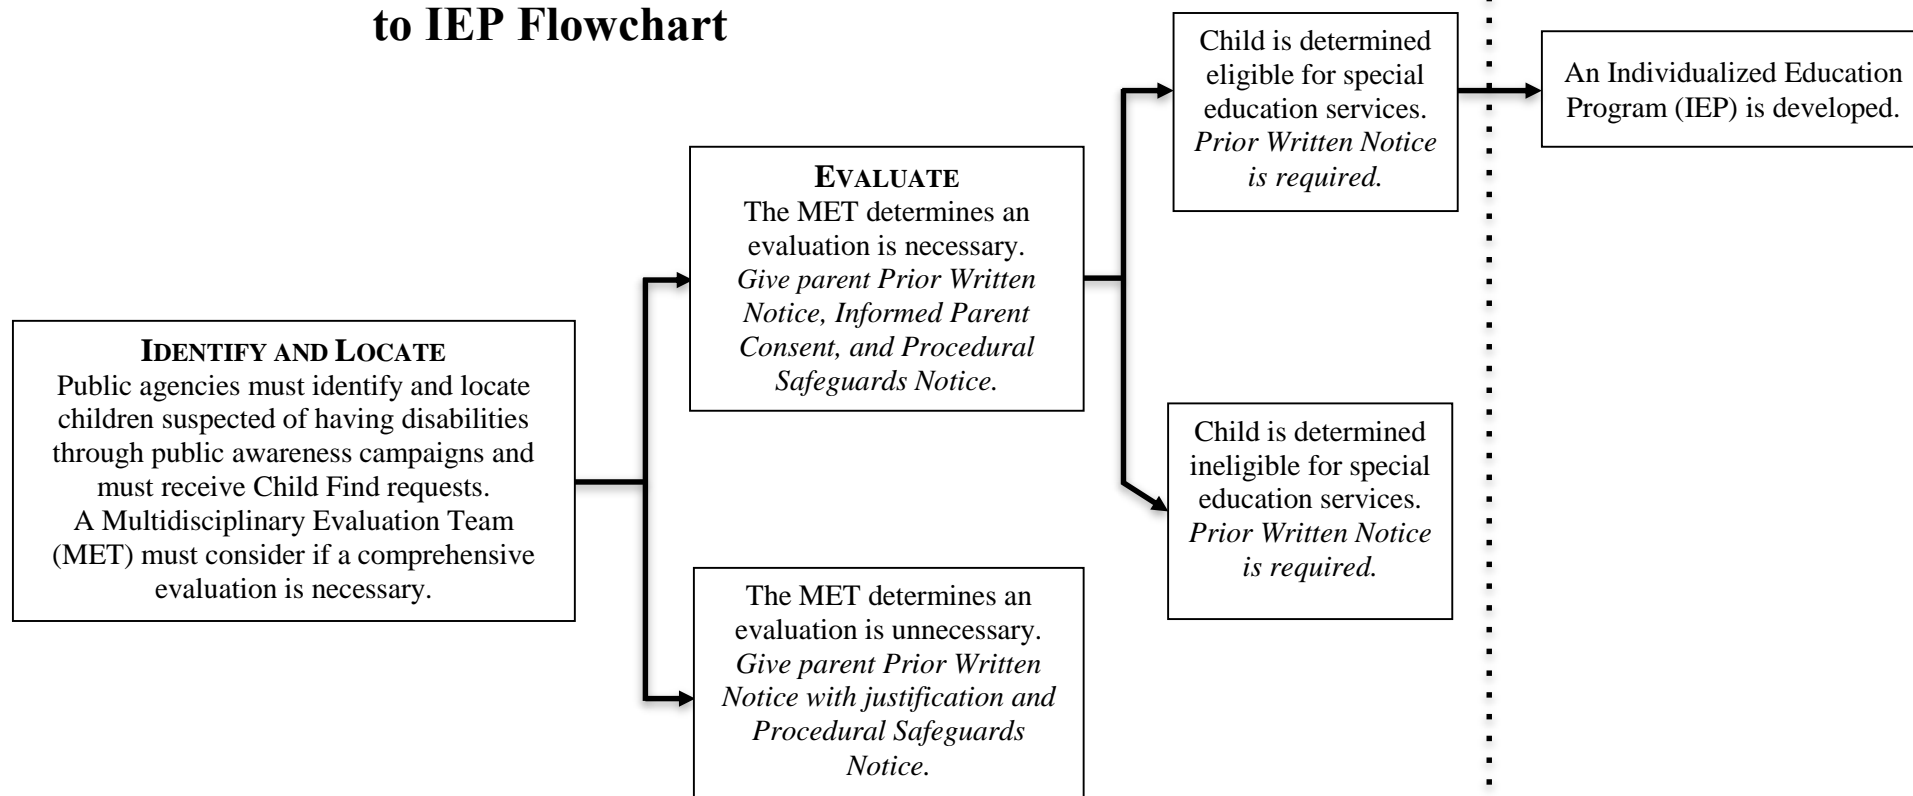 to IEP Flowchart
IDENTIFY AND LOCATE
Public agencies must identify and locate
children suspected of having disabilities
through public awareness campaigns and
must receive Child Find requests.
A Multidisciplinary Evaluation Team
(MET) must consider if a comprehensive
evaluation is necessary.
EVALUATE
The MET determines an
evaluation is necessary.
Give parent Prior Written
Notice, Informed Parent
Consent, and Procedural
Safeguards Notice.
The MET determines an
evaluation is unnecessary.
Give parent Prior Written
Notice with justification and
Procedural Safeguards
Notice.
Child is determined
eligible for special
education services.
Prior Written Notice
is required.
Child is determined
ineligible for special
education services.
Prior Written Notice
is required.
An Individualized Education
Program (IEP) is developed.